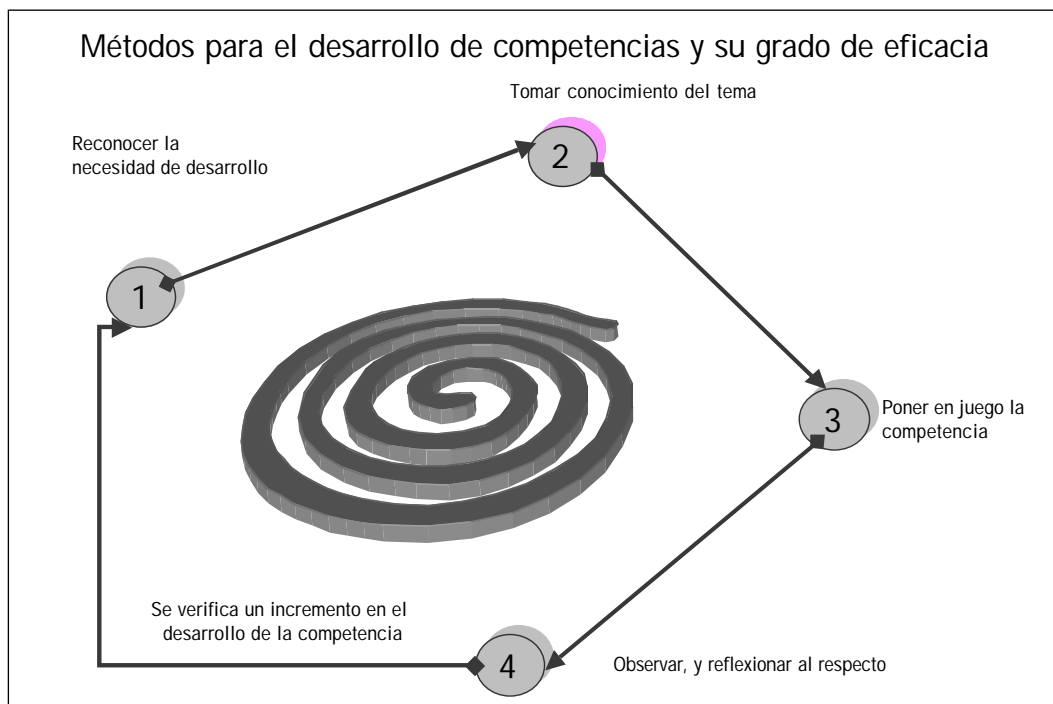 Métodos para el desarrollo de competencias y su grado de eficacia
Tomar conocimiento del tema
Reconocer la
necesidad de desarrollo
2
1
3
Poner en juego la
competencia
Se verifica un incremento en el
desarrollo de la competencia
4
Observar, y reflexionar al respecto